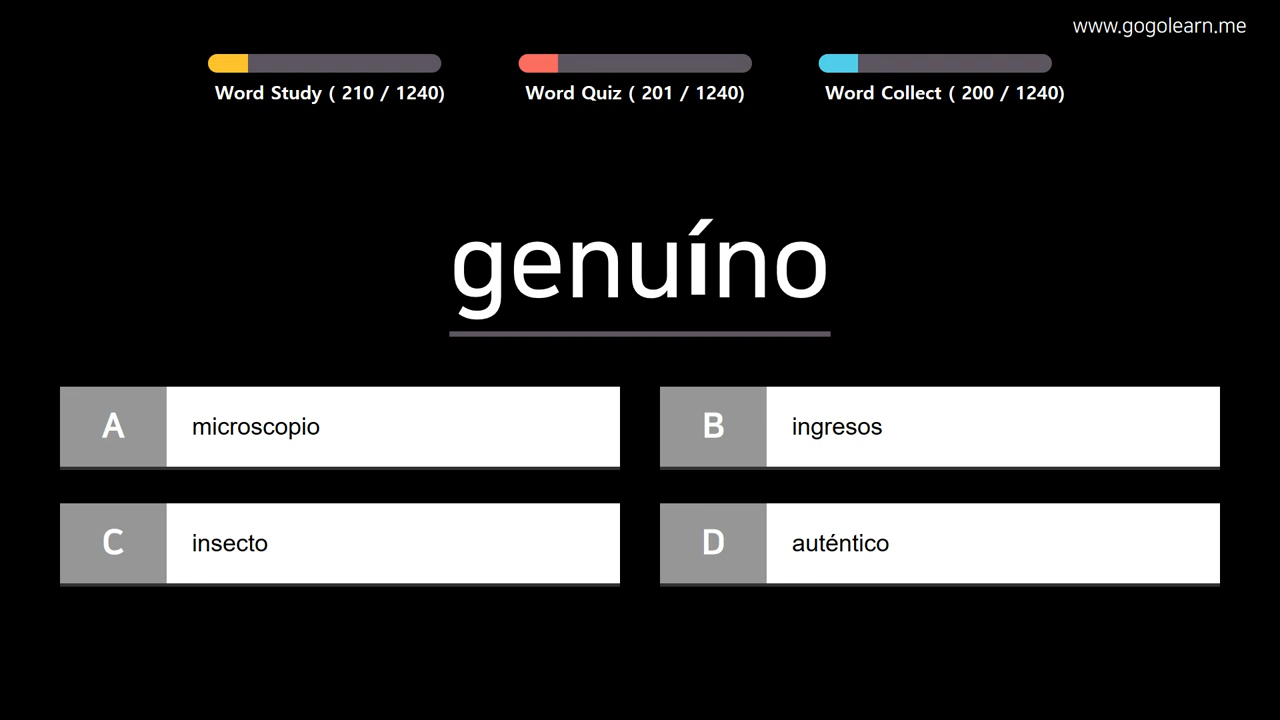 www.gogolearn.me
Word Study ( 210 / 1240)
Word Quiz ( 201 / 1240)
Word Collect ( 200 / 1240)
genuíno
A microscopio
B ingresos
C insecto
D auténtico